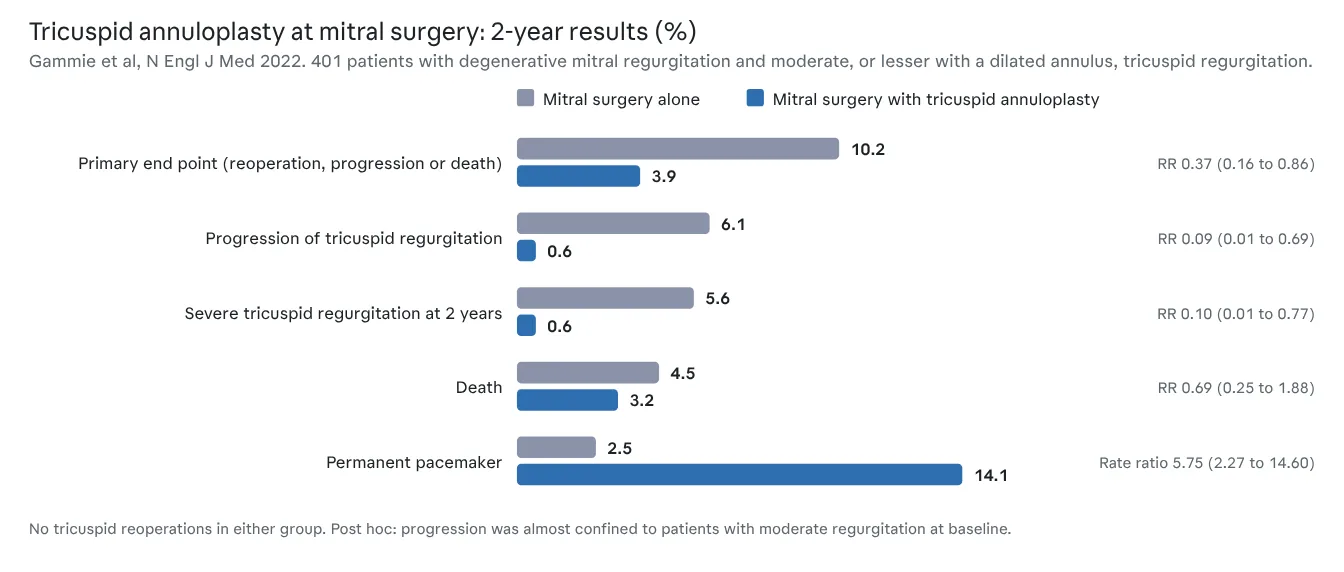 Tricuspid annuloplasty at mitral surgery: 2-year results (%)
Gammie et al, N Engl J Med 2022. 401 patients with degenerative mitral regurgitation and moderate, or lesser with a dilated annulus, tricuspid regurgitation.
Mitral surgery alone
Mitral surgery with tricuspid annuloplasty
Primary end point (reoperation, progression or death)
10.2
3.9
RR 0.37 (0.16 to 0.86)
Progression of tricuspid regurgitation
6.1
0.6
RR 0.09 (0.01 to 0.69)
Severe tricuspid regurgitation at 2 years
5.6
0.6
RR 0.10 (0.01 to 0.77)
Death
4.5
3.2
RR 0.69 (0.25 to 1.88)
Permanent pacemaker
2.5
14.1
Rate ratio 5.75 (2.27 to 14.60)
No tricuspid reoperations in either group. Post hoc: progression was almost confined to patients with moderate regurgitation at baseline.